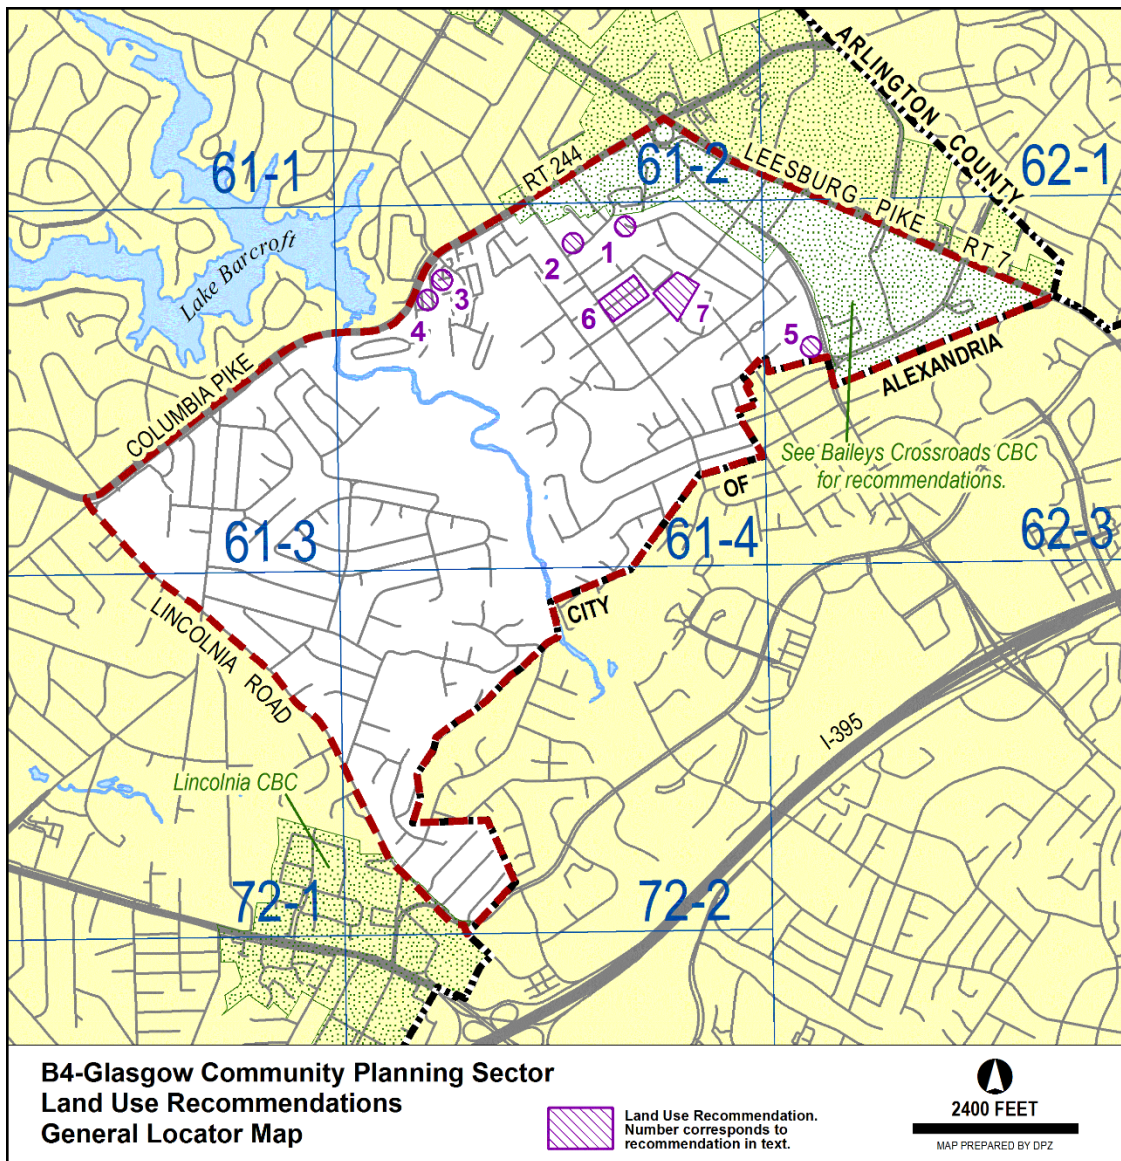 ARLINGTON COUNTY
61-1
RT 244
61-2
LEESBURG PIKE RT 7
62-1
Lake Barcroft
1
2
3
4
6
7
5
COLUMBIA PIKE
ALEXANDRIA
See Baileys Crossroads CBC
for recommendations.
OF
61-3
61-4
62-3
CITY
LINCOLNIA ROAD
I-395
Lincolnia CBC
72-1
72-2
B4-Glasgow Community Planning Sector
Land Use Recommendations
General Locator Map
Land Use Recommendation.
Number corresponds to
recommendation in text.
2400 FEET
MAP PREPARED BY DPZ